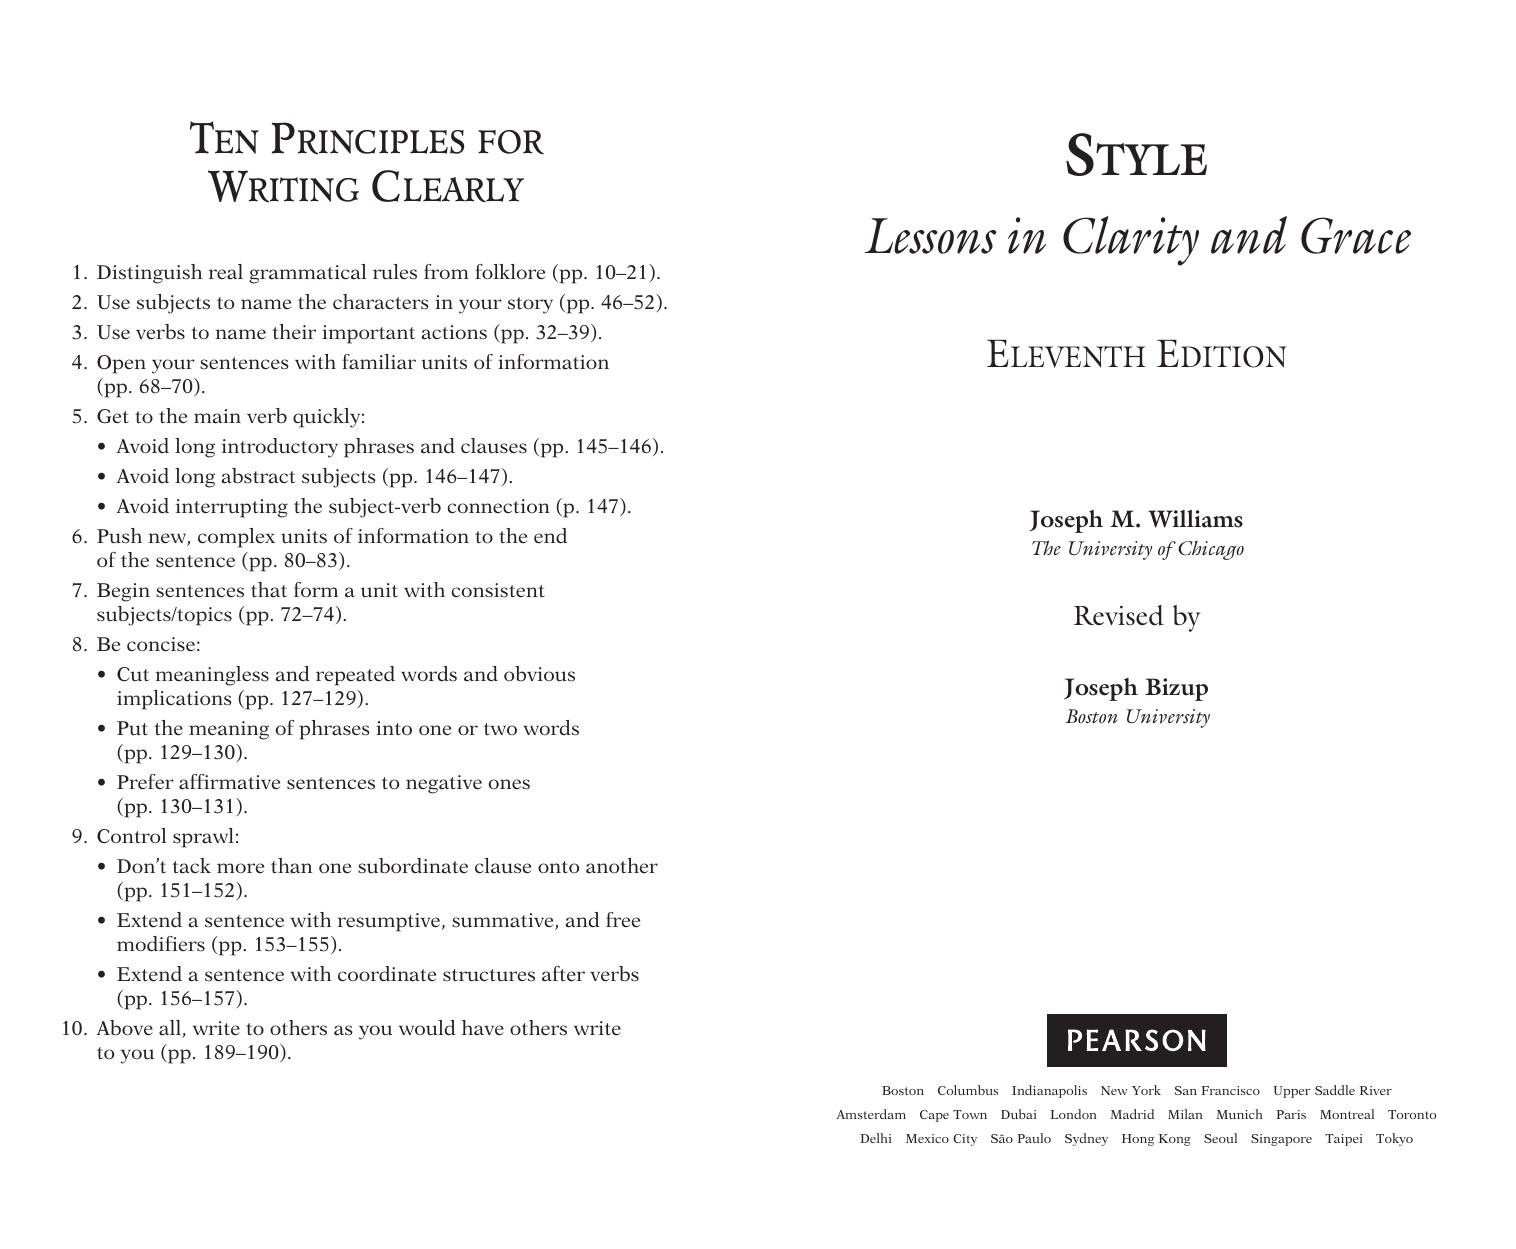 TEN PRINCIPLES FOR
WRITING CLEARLY
1. Distinguish real grammatical rules from folklore (pp. 10–21).
2. Use subjects to name the characters in your story (pp. 46–52).
3. Use verbs to name their important actions (pp. 32–39).
4. Open your sentences with familiar units of information
(pp. 68–70).
5. Get to the main verb quickly:
• Avoid long introductory phrases and clauses (pp. 145–146).
• Avoid long abstract subjects (pp. 146–147).
• Avoid interrupting the subject-verb connection (p. 147).
6. Push new, complex units of information to the end
of the sentence (pp. 80–83).
7. Begin sentences that form a unit with consistent
subjects/topics (pp. 72–74).
8. Be concise:
• Cut meaningless and repeated words and obvious
implications (pp. 127–129).
• Put the meaning of phrases into one or two words
(pp. 129–130).
• Prefer affirmative sentences to negative ones
(pp. 130–131).
9. Control sprawl:
• Don’t tack more than one subordinate clause onto another
(pp. 151–152).
• Extend a sentence with resumptive, summative, and free
modifiers (pp. 153–155).
• Extend a sentence with coordinate structures after verbs
(pp. 156–157).
10. Above all, write to others as you would have others write
to you (pp. 189–190).
STYLE
Lessons in Clarity and Grace
ELEVENTH EDITION
Joseph M. Williams
The University of Chicago
Revised by
Joseph Bizup
Boston University
PEARSON
Boston Columbus Indianapolis New York San Francisco Upper Saddle River
Amsterdam Cape Town Dubai London Madrid Milan Munich Paris Montreal Toronto
Delhi Mexico City São Paulo Sydney Hong Kong Seoul Singapore Taipei Tokyo